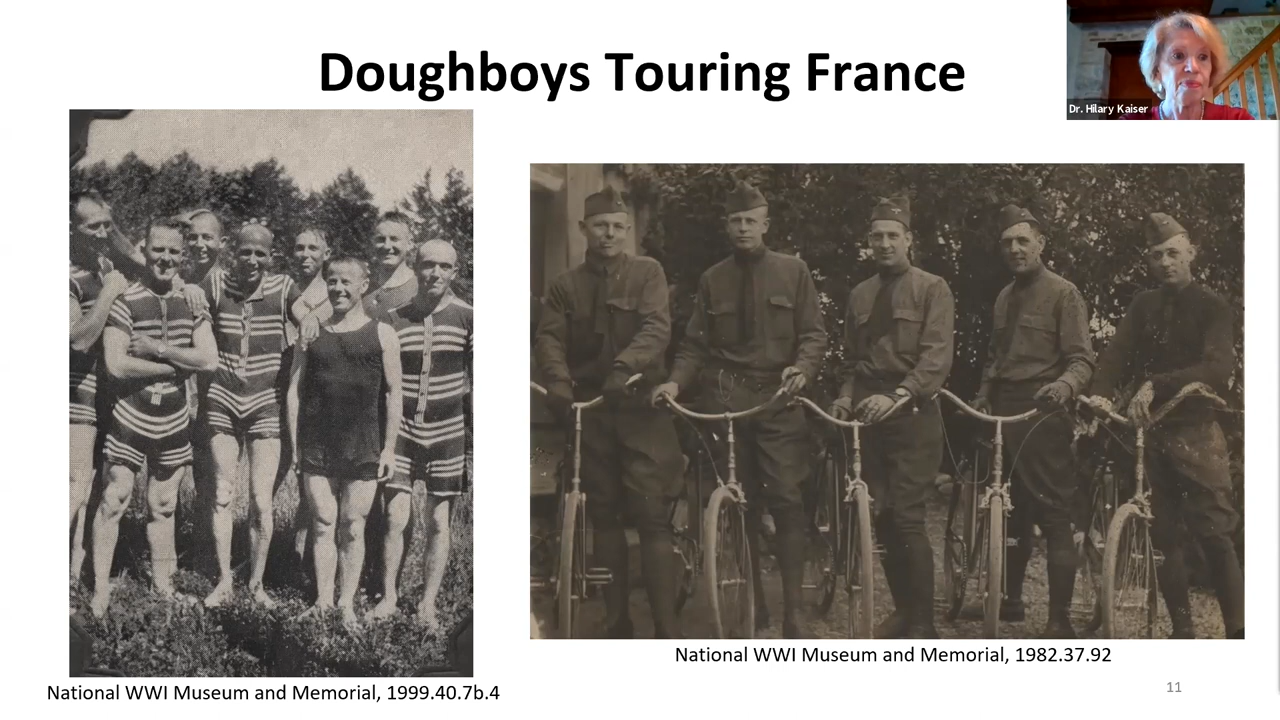 Doughboys Touring France
Dr. Hilary Kaiser
National WWI Museum and Memorial, 1982.37.92
National WWI Museum and Memorial, 1999.40.7b.4
11